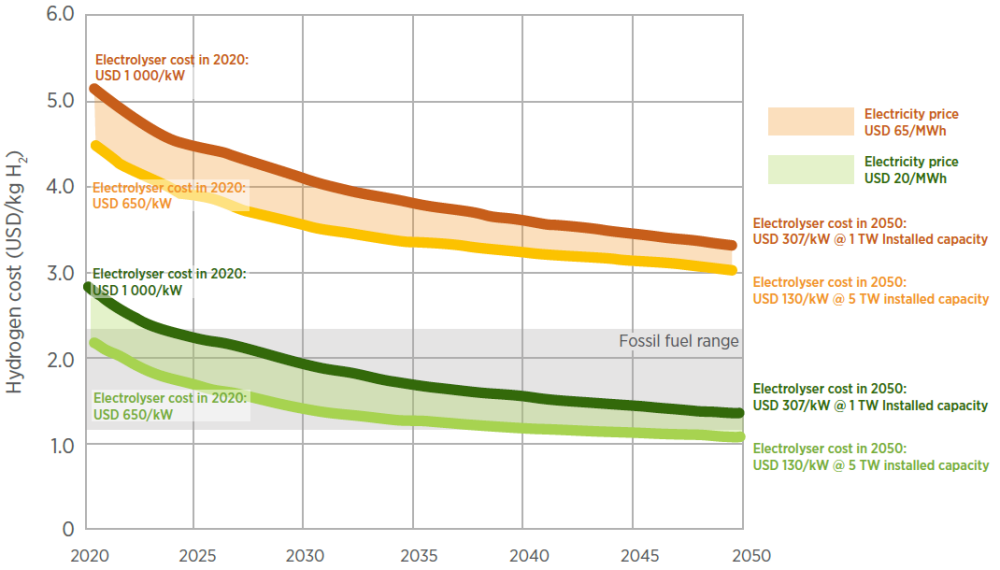 Hydrogen cost (USD/kg H₂)
6.0
5.0
4.0
3.0
2.0
1.0
0
2020
2025
2030
2035
2040
2045
2050
Electrolyser cost in 2020:
USD 1 000/kW
Electrolyser cost in 2020:
USD 650/kW
Electrolyser cost in 2020:
USD 1 000/kW
Electrolyser cost in 2020:
USD 650/kW
Fossil fuel range
Electricity price
USD 65/MWh
Electricity price
USD 20/MWh
Electrolyser cost in 2050:
USD 307/kW @ 1 TW Installed capacity
Electrolyser cost in 2050:
USD 130/kW @ 5 TW installed capacity
Electrolyser cost in 2050:
USD 307/kW @ 1 TW Installed capacity
Electrolyser cost in 2050:
USD 130/kW @ 5 TW installed capacity